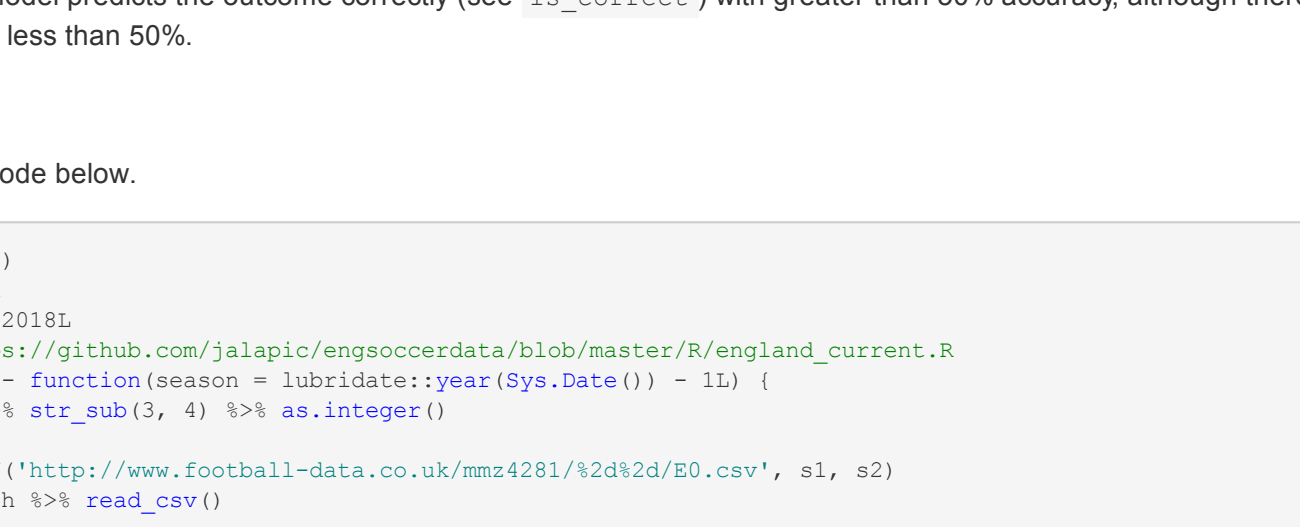 model predicts the outcome correctly (see is_correct ) with greater than 50% accuracy, although there
less than 50%.
ode below.
)
2018L
s://github.com/jalapic/engsoccerdata/blob/master/R/england_current.R
- function(season = lubridate::year(Sys.Date()) - 1L) {
% str_sub(3, 4) %>% as.integer()
('http://www.football-data.co.uk/mmz4281/%2d%2d/E0.csv', s1, s2)
h %>% read_csv()